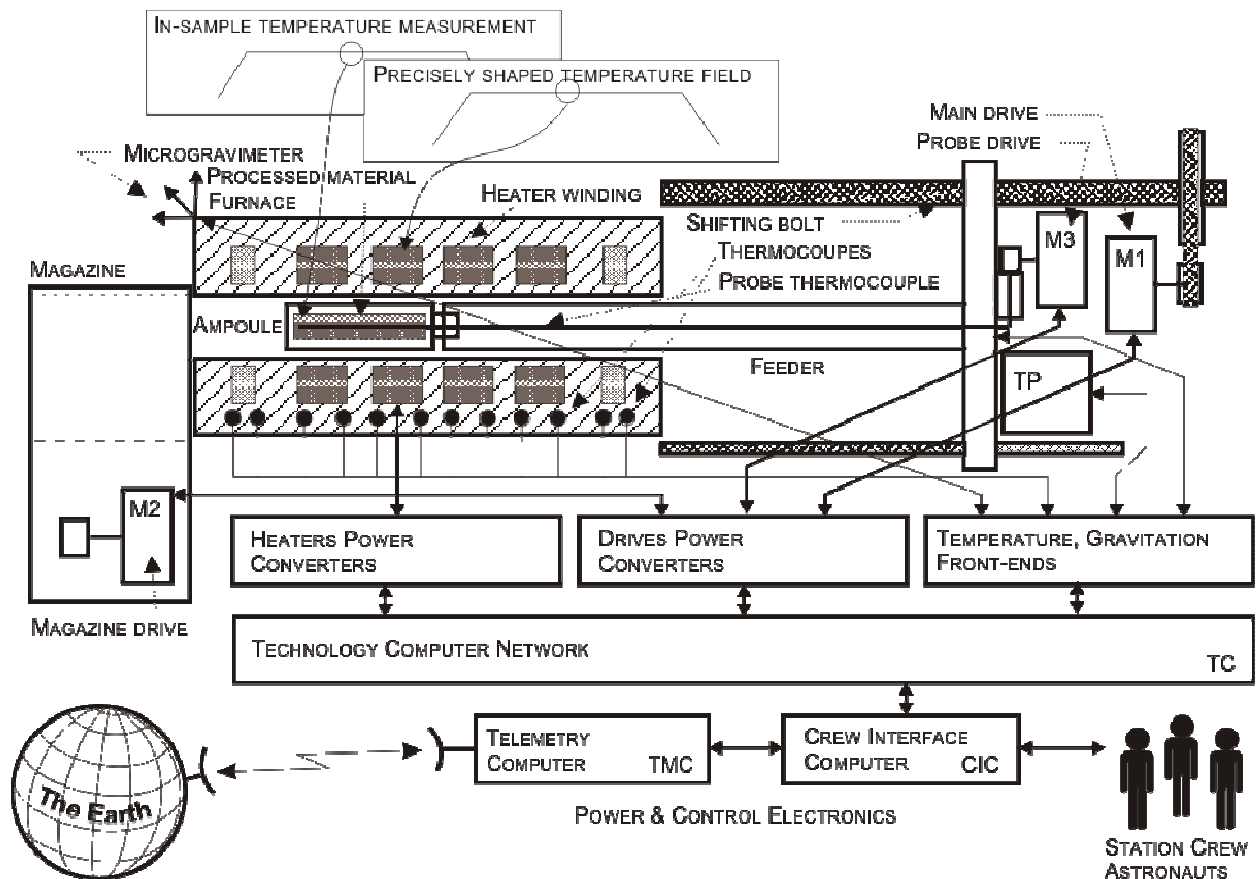 IN-SAMPLE TEMPERATURE MEASUREMENT
PRECISELY SHAPED TEMPERATURE FIELD
MAIN DRIVE
PROBE DRIVE
MICROGRAVIMETER
PROCESSED MATERIAL
FURNACE
HEATER WINDING
SHIFTING BOLT
THERMOCOUPES
PROBE THERMOCOUPLE
M3
M1
MAGAZINE
AMPOULE
FEEDER
TP
M2
HEATERS POWER
CONVERTERS
DRIVES POWER
CONVERTERS
TEMPERATURE, GRAVITATION
FRONT-ENDS
MAGAZINE DRIVE
TECHNOLOGY COMPUTER NETWORK
TC
TELEMETRY
COMPUTER
TMC
CREW INTERFACE
COMPUTER
CIC
The Earth
POWER & CONTROL ELECTRONICS
STATION CREW
ASTRONAUTS